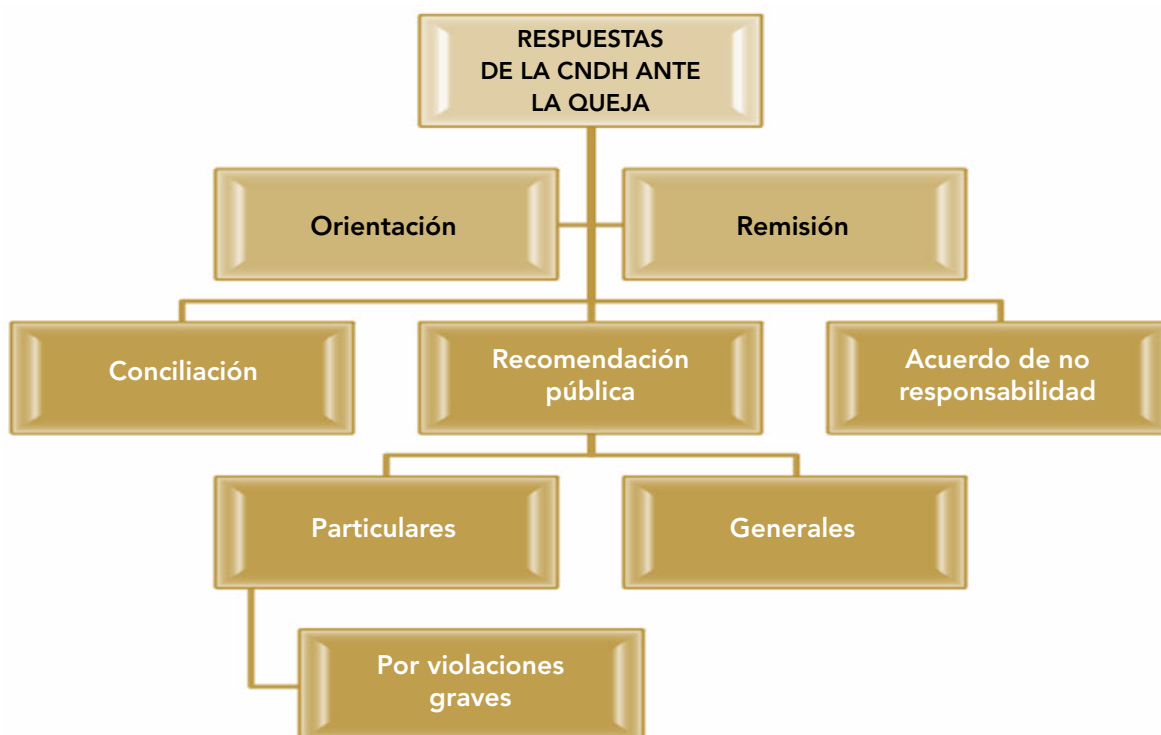 RESPUESTAS
DE LA CNDH ANTE
LA QUEJA
Orientación
Remisión
Conciliación
Recomendación
pública
Acuerdo de no
responsabilidad
Particulares
Generales
Por violaciones
graves